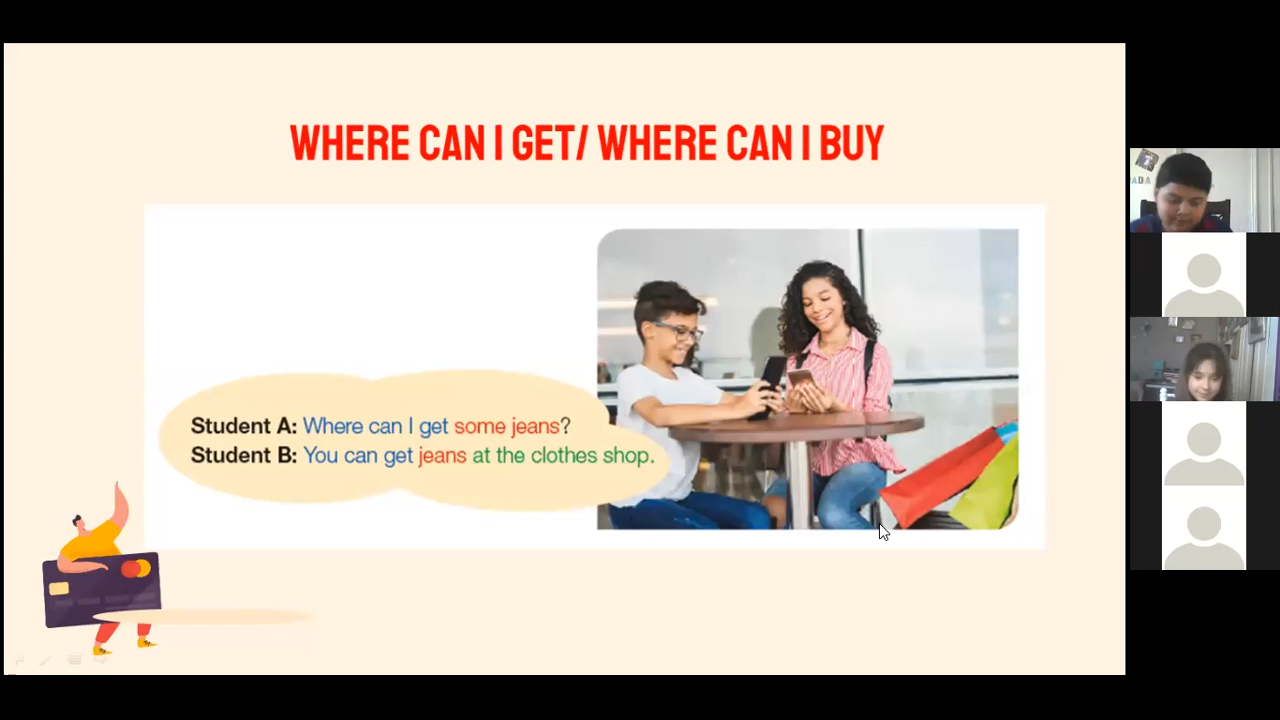 WHERE CAN I GET/ WHERE CAN I BUY
Student A: Where can I get some jeans?
Student B: You can get jeans at the clothes shop.
ADA